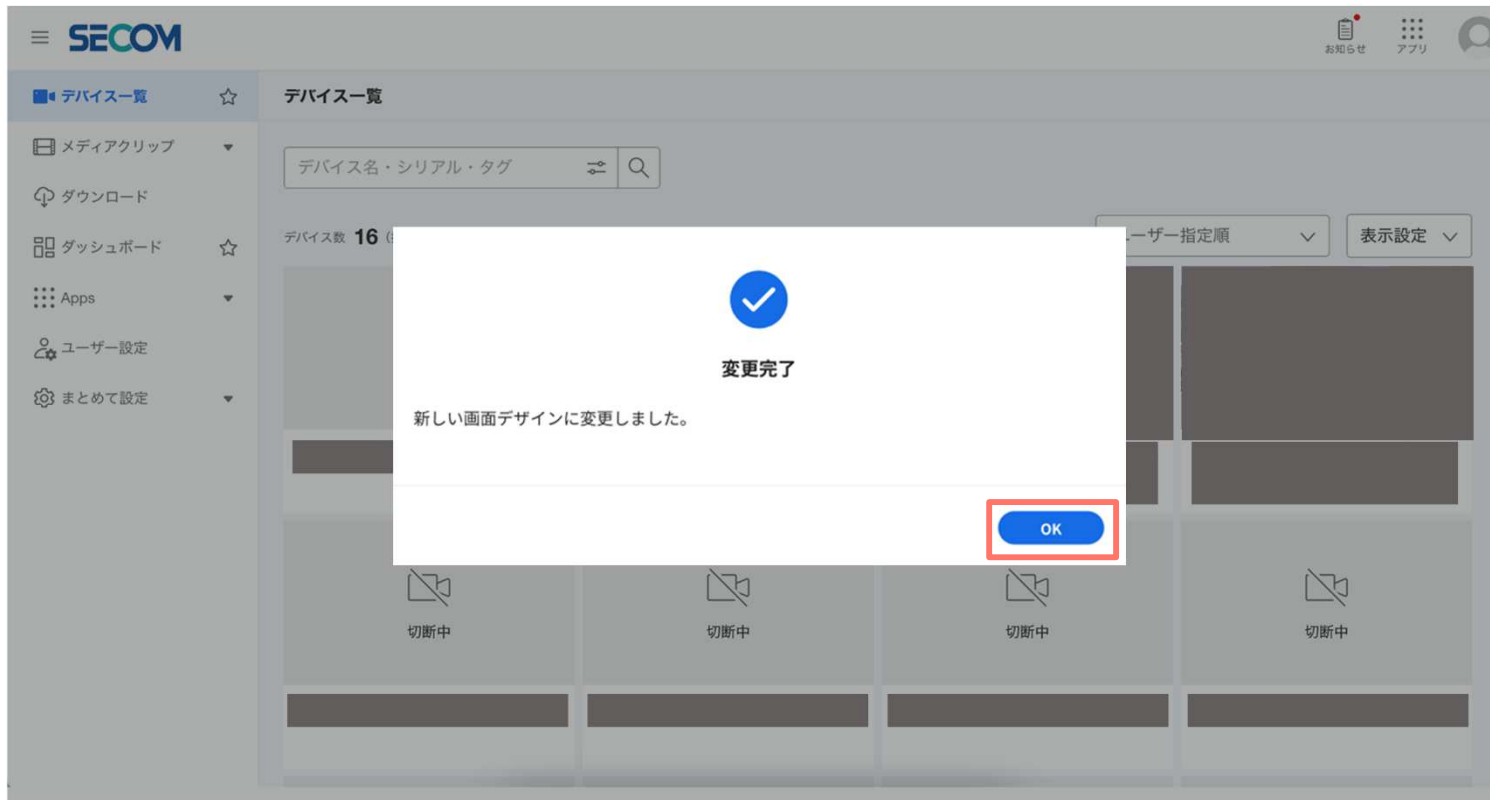 SECOM
お知らせ
アプリ
デバイス一覧
メディアクリップ
ダウンロード
ダッシュボード
Apps
ユーザー設定
まとめて設定
デバイス一覧
デバイス名・シリアル・タグ
デバイス数 16
ーザー指定順
表示設定
変更完了
新しい画面デザインに変更しました。
OK
切断中
切断中
切断中
切断中